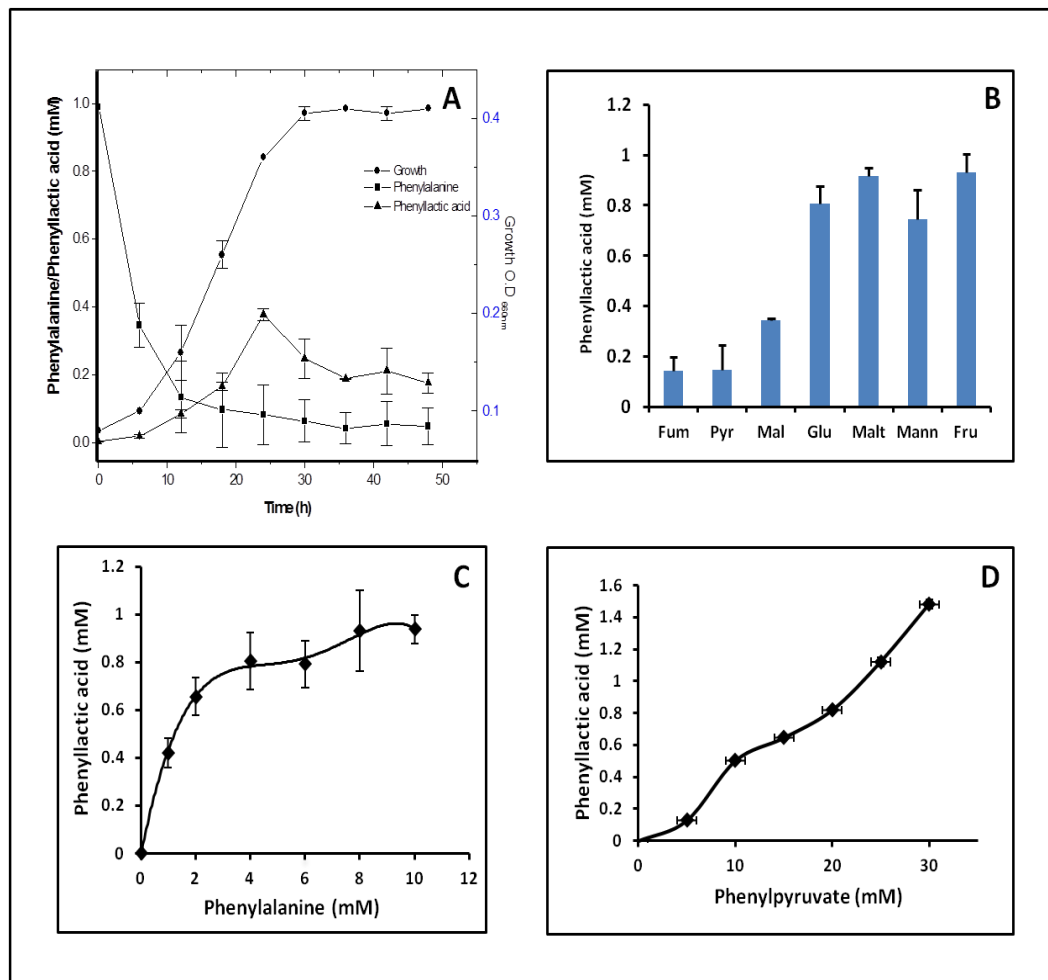 A
Phenylalanine/Phenyllactic acid (mM)
1.0
0.8
0.6
0.4
0.2
0.0
Growth
Phenylalanine
Phenyllactic acid
0.4
0.3
0.2
0.1
Growth O.D
0 10 20 30 40 50
Time (h)
B
Phenyllactic acid (mM)
1.2
1
0.8
0.6
0.4
0.2
0
Fum Pyr Mal Glu Malt Mann Fru
C
Phenyllactic acid (mM)
1.2
1
0.8
0.6
0.4
0.2
0
0 2 4 6 8 10 12
Phenylalanine (mM)
D
Phenyllactic acid (mM)
1.6
1.4
1.2
1
0.8
0.6
0.4
0.2
0
0 10 20 30
Phenylpyruvate (mM)